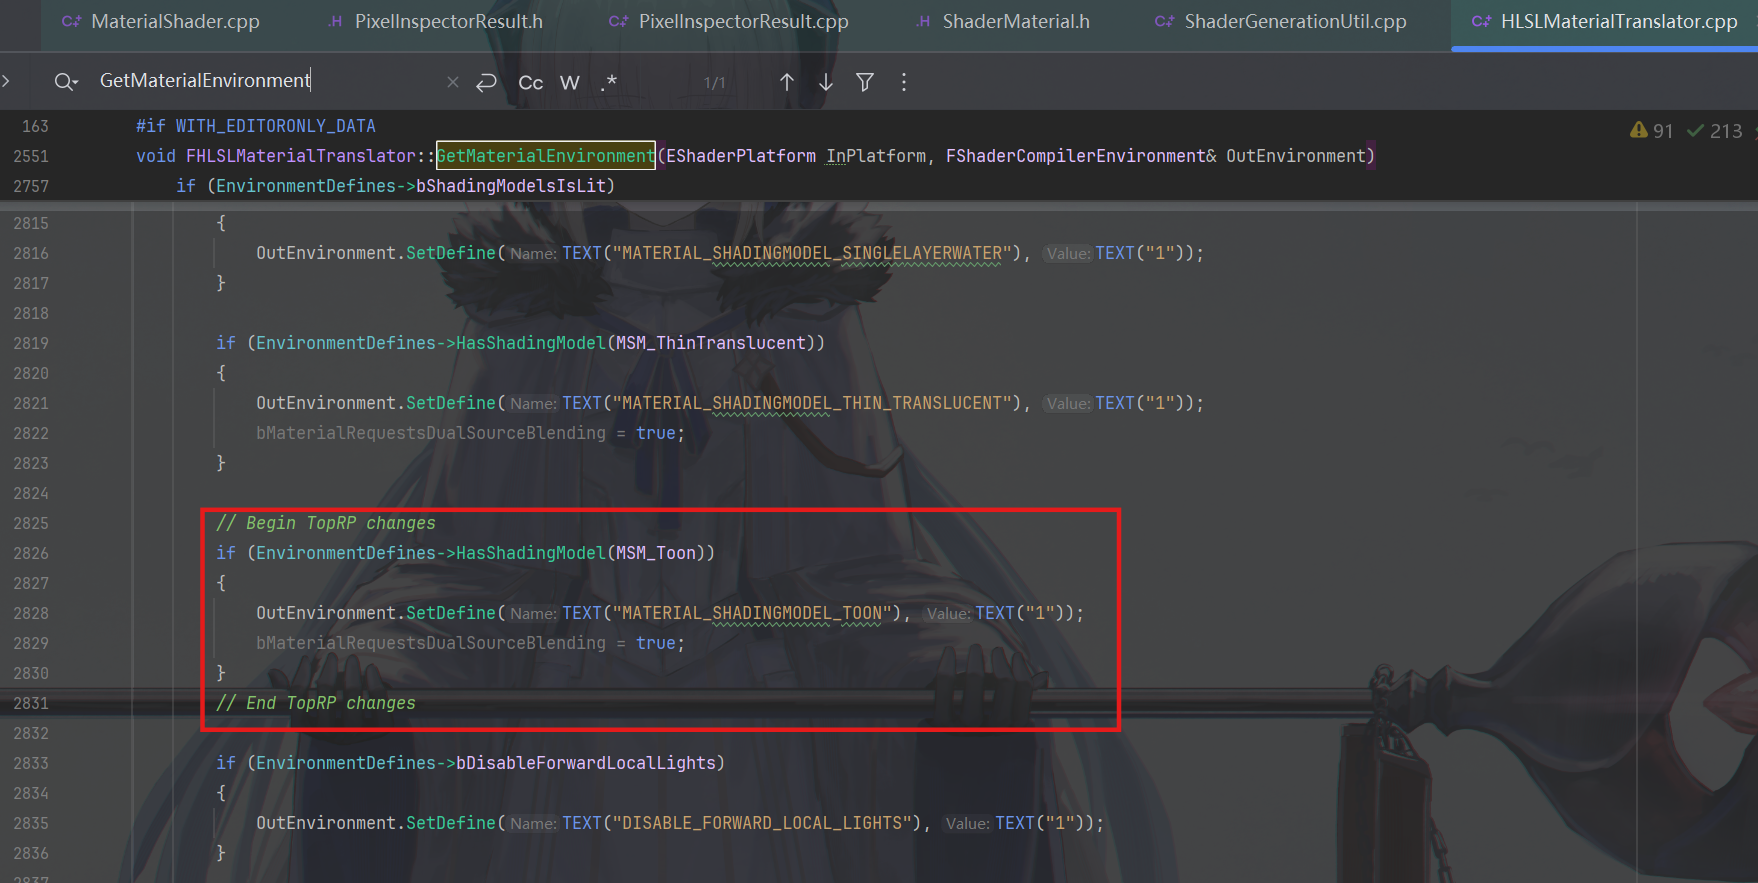 MaterialShader.cpp .H PixelInspectorResult.h PixelInspectorResult.cpp .H ShaderMaterial.h ShaderGenerationUtil.cpp HLSLMaterialTranslator.cpp
GetMaterialEnvironment Cc W .* 1/1
163 #if WITH_EDITORONLY_DATA 91 213
2551 void FHLSLMaterialTranslator::GetMaterialEnvironment(EShaderPlatform InPlatform, FShaderCompilerEnvironment& OutEnvironment)
2757 if (EnvironmentDefines->bShadingModelsIsLit)
2815 {
2816 OutEnvironment.SetDefine(Name: TEXT("MATERIAL_SHADINGMODEL_SINGLELAYERWATER"), Value: TEXT("1"));
2817 }
2818
2819 if (EnvironmentDefines->HasShadingModel(MSM_ThinTranslucent))
2820 {
2821 OutEnvironment.SetDefine(Name: TEXT("MATERIAL_SHADINGMODEL_THIN_TRANSLUCENT"), Value: TEXT("1"));
2822 bMaterialRequestsDualSourceBlending = true;
2823 }
2824
2825 // Begin TopRP changes
2826 if (EnvironmentDefines->HasShadingModel(MSM_Toon))
2827 {
2828 OutEnvironment.SetDefine(Name: TEXT("MATERIAL_SHADINGMODEL_TOON"), Value: TEXT("1"));
2829 bMaterialRequestsDualSourceBlending = true;
2830 }
2831 // End TopRP changes
2832
2833 if (EnvironmentDefines->bDisableForwardLocalLights)
2834 {
2835 OutEnvironment.SetDefine(Name: TEXT("DISABLE_FORWARD_LOCAL_LIGHTS"), Value: TEXT("1"));
2836 }
2837